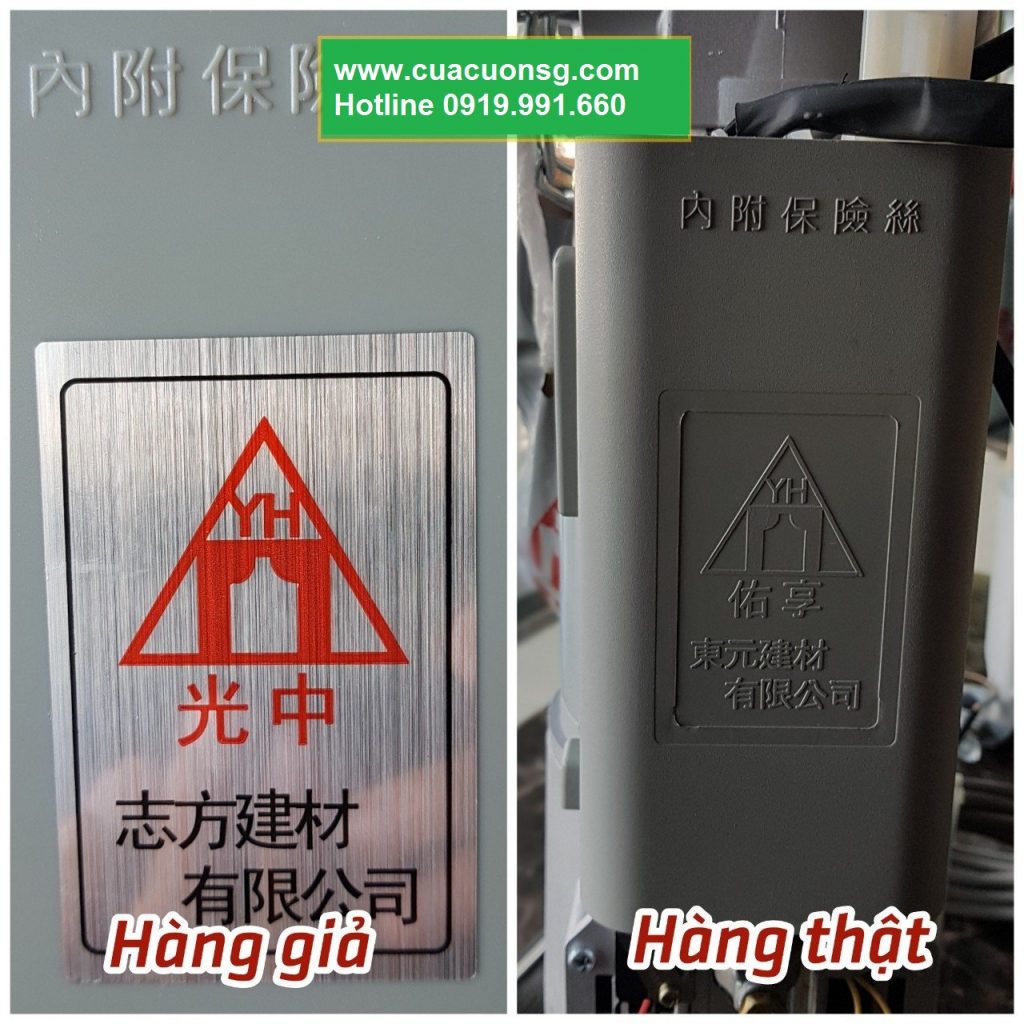 www.cuacuonsg.com
Hotline 0919.991.660
內附保險
YH
光中
志方建材
有限公司
Hàng giả
內附保險絲
YH
佑享
東元建材
有限公司
Hàng thật